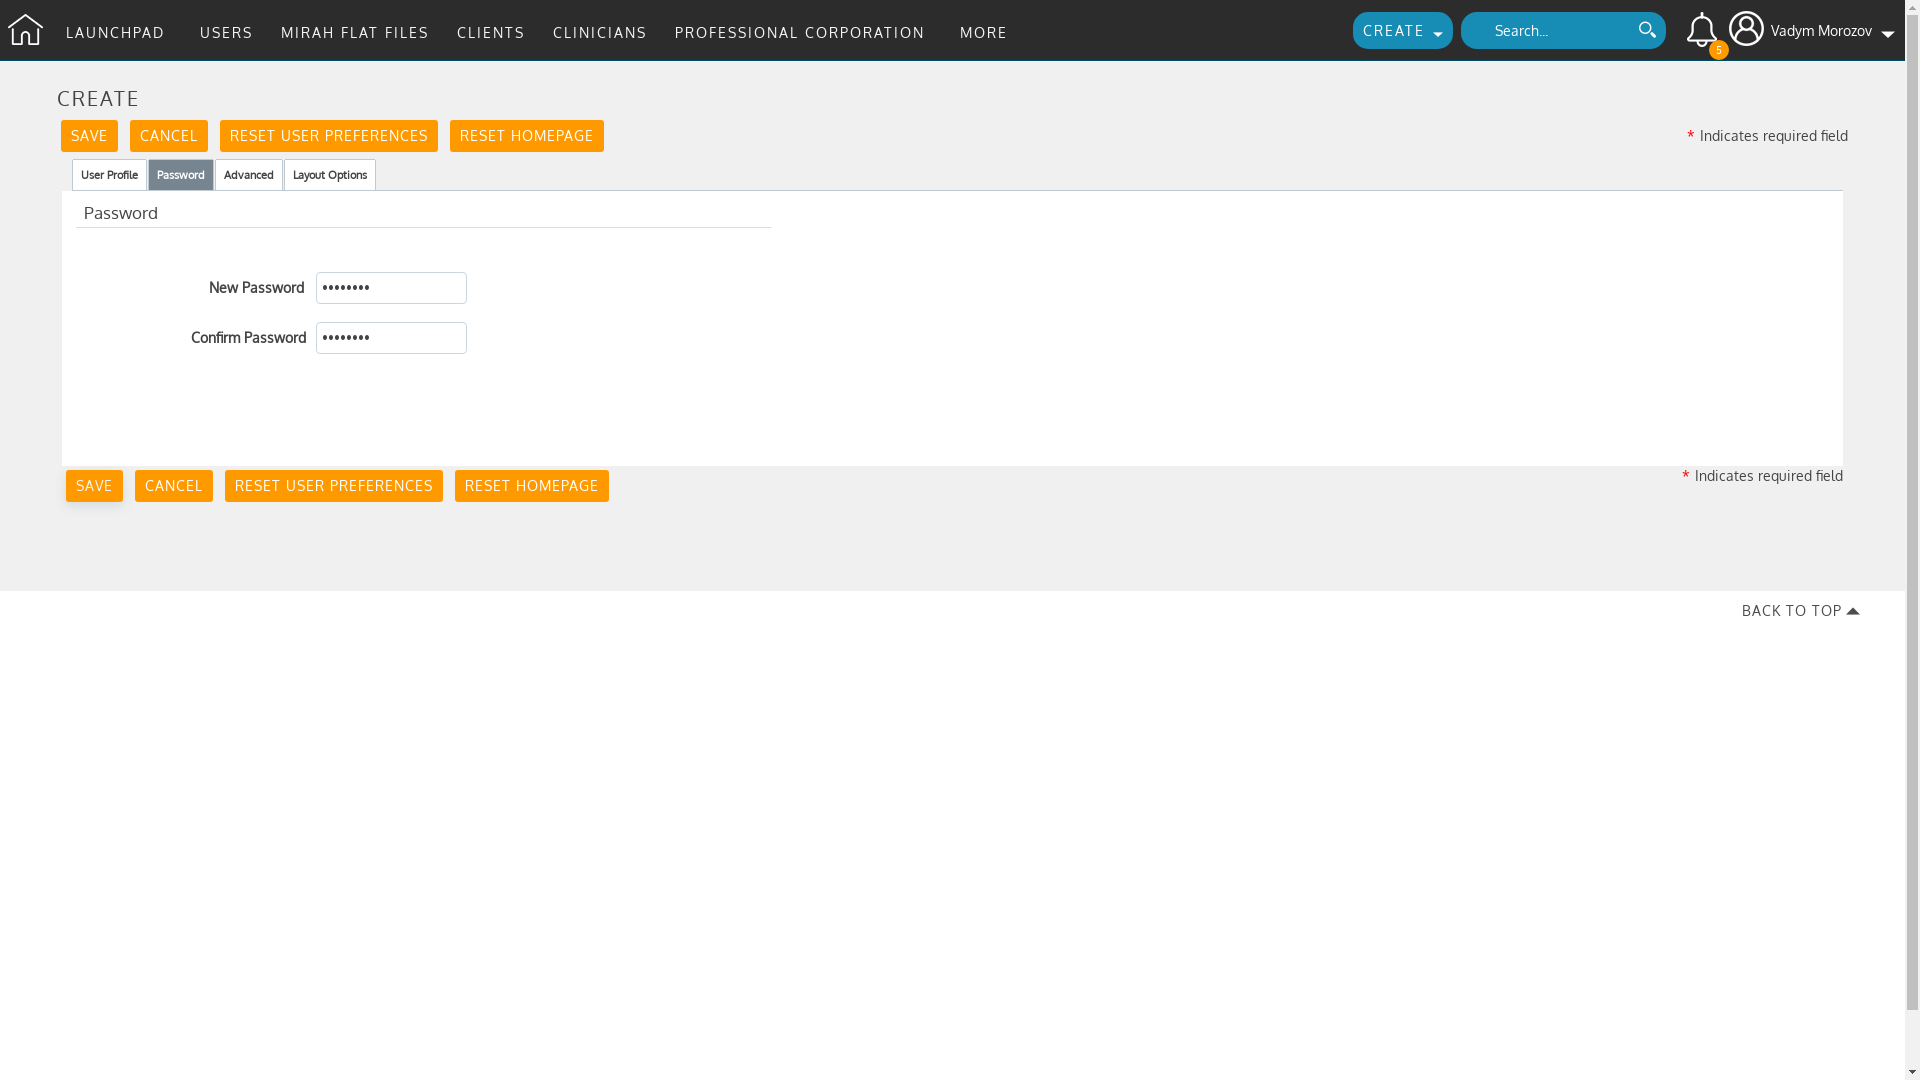 LAUNCHPAD USERS MIRAH FLAT FILES CLIENTS CLINICIANS PROFESSIONAL CORPORATION MORE CREATE Search... 5 Vadym Morozov
CREATE
SAVE CANCEL RESET USER PREFERENCES RESET HOMEPAGE * Indicates required field
User Profile Password Advanced Layout Options
Password
New Password ••••••••
Confirm Password ••••••••
SAVE CANCEL RESET USER PREFERENCES RESET HOMEPAGE * Indicates required field
BACK TO TOP